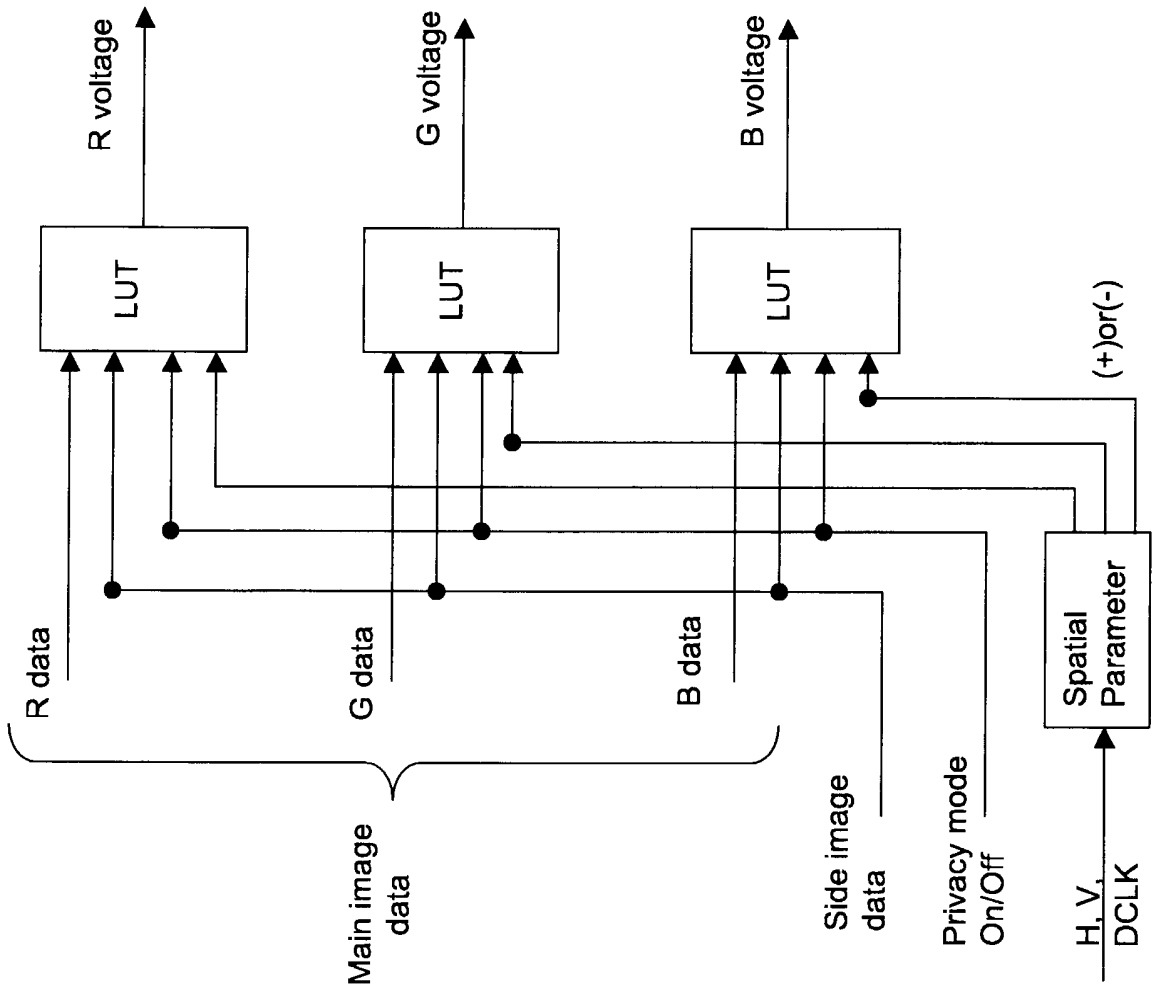 R voltage
G voltage
B voltage
LUT
LUT
LUT
(+)or(-)
R data
G data
B data
Main image
data
Side image
data
Privacy mode
On/Off
Spatial
Parameter
H, V,
DCLK